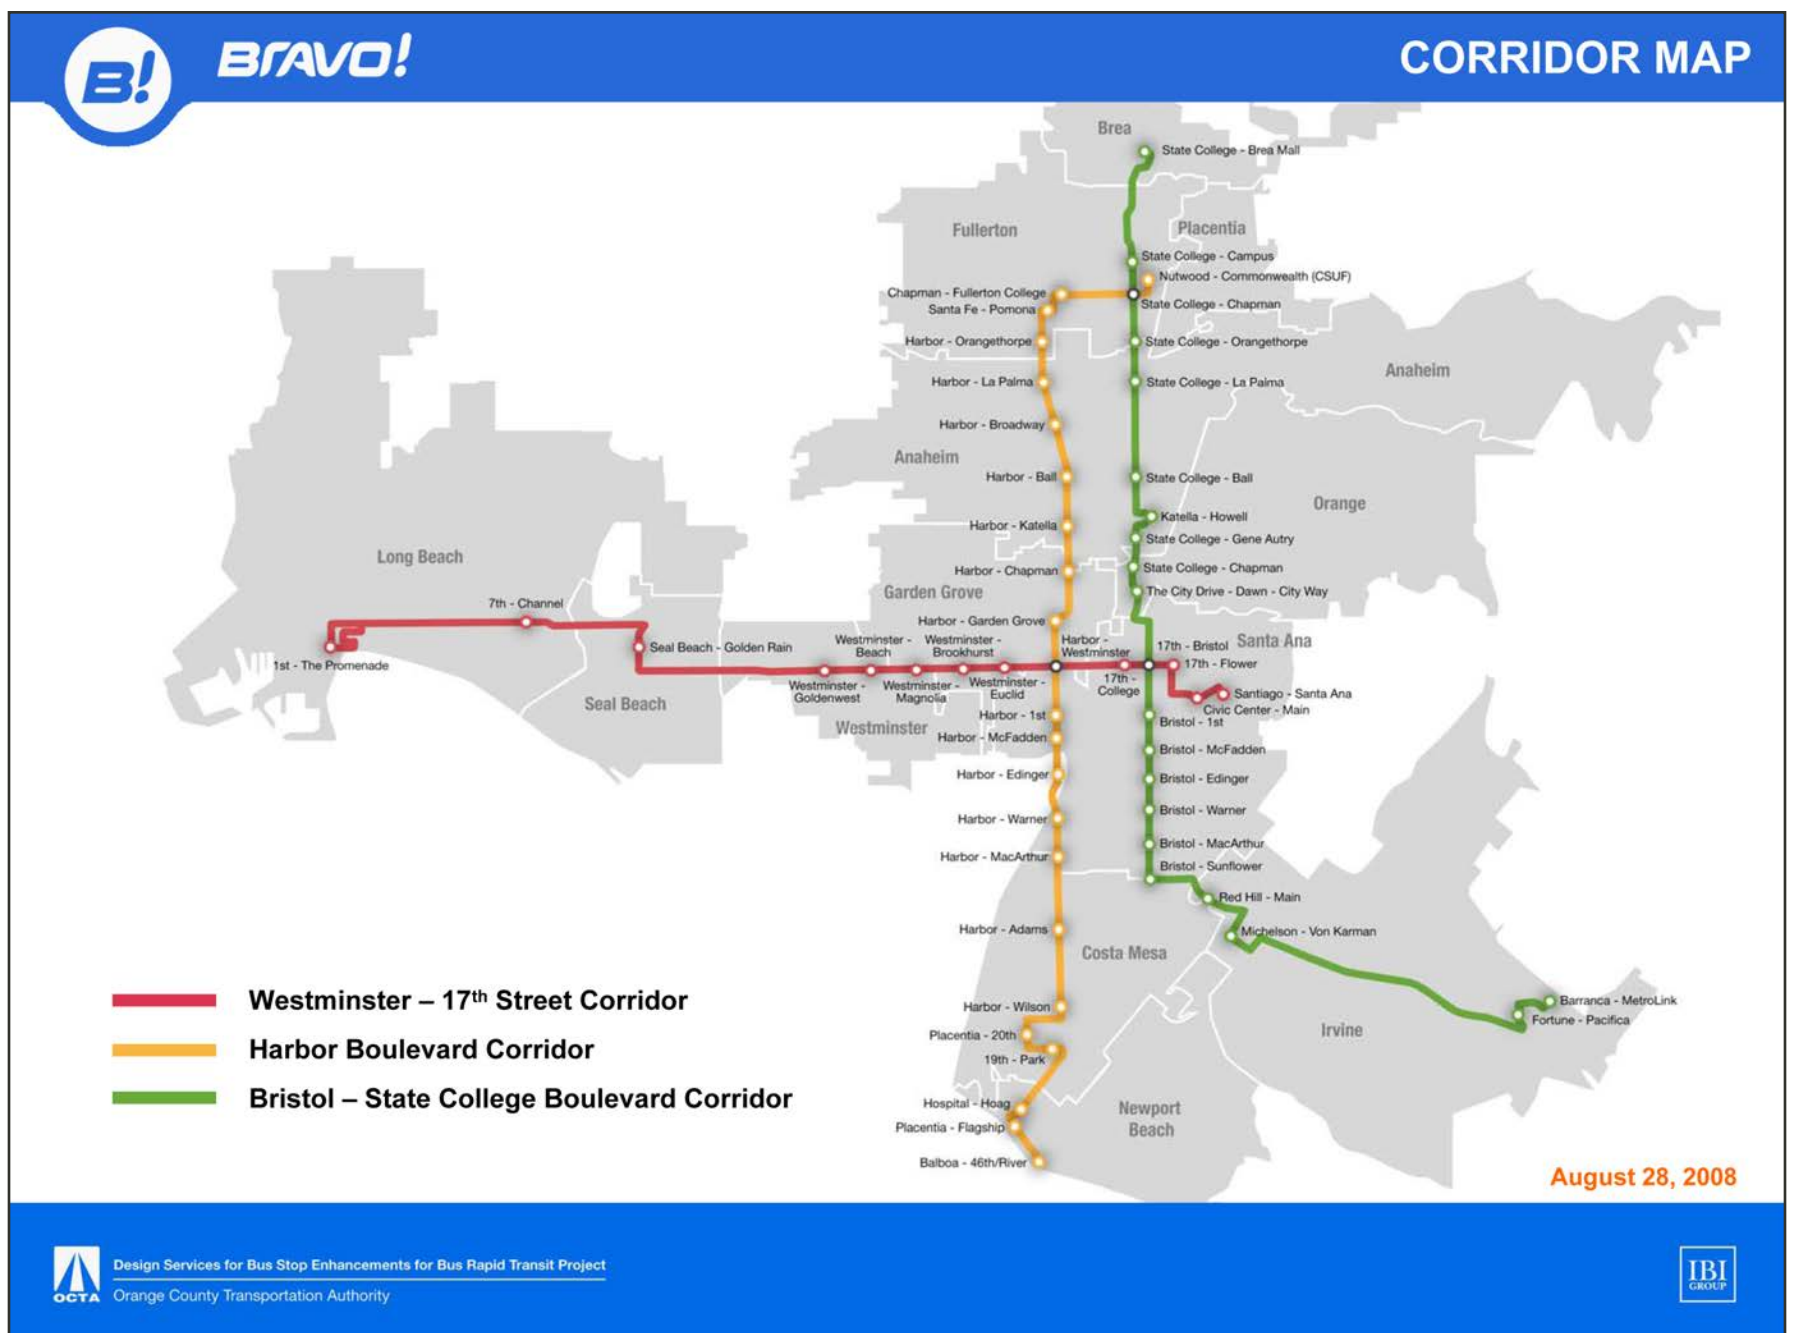 B!
BRAVO!
CORRIDOR MAP
Brea
State College - Brea Mall
Fullerton
Placentia
State College - Campus
Nutwood - Commonwealth (CSUF)
Chapman - Fullerton College
State College - Chapman
Santa Fe - Pomona
Harbor - Orangethorpe
State College - Orangethorpe
Anaheim
Harbor - La Palma
State College - La Palma
Harbor - Broadway
Anaheim
Harbor - Ball
State College - Ball
Orange
Harbor - Katella
Katella - Howell
State College - Gene Autry
Long Beach
Harbor - Chapman
State College - Chapman
Garden Grove
The City Drive - Dawn - City Way
7th - Channel
Harbor - Garden Grove
Westminster -
Beach
Westminster -
Brookhurst
Harbor -
Westminster
17th - Bristol
Santa Ana
Seal Beach - Golden Rain
1st - The Promenade
17th - Flower
Westminster -
Goldenwest
Westminster -
Magnolia
Westminster -
Euclid
17th -
College
Santiago - Santa Ana
Civic Center - Main
Seal Beach
Westminster
Harbor - 1st
Bristol - 1st
Harbor - McFadden
Bristol - McFadden
Harbor - Edinger
Bristol - Edinger
Harbor - Warner
Bristol - Warner
Harbor - MacArthur
Bristol - MacArthur
Bristol - Sunflower
Red Hill - Main
Harbor - Adams
Michelson - Von Karman
Costa Mesa
Westminster – 17th Street Corridor
Harbor - Wilson
Barranca - MetroLink
Fortune - Pacifica
Placentia - 20th
Irvine
Harbor Boulevard Corridor
19th - Park
Bristol – State College Boulevard Corridor
Hospital - Hoag
Newport
Beach
Placentia - Flagship
Balboa - 46th/River
August 28, 2008
OCTA
Design Services for Bus Stop Enhancements for Bus Rapid Transit Project
Orange County Transportation Authority
IBI
GROUP